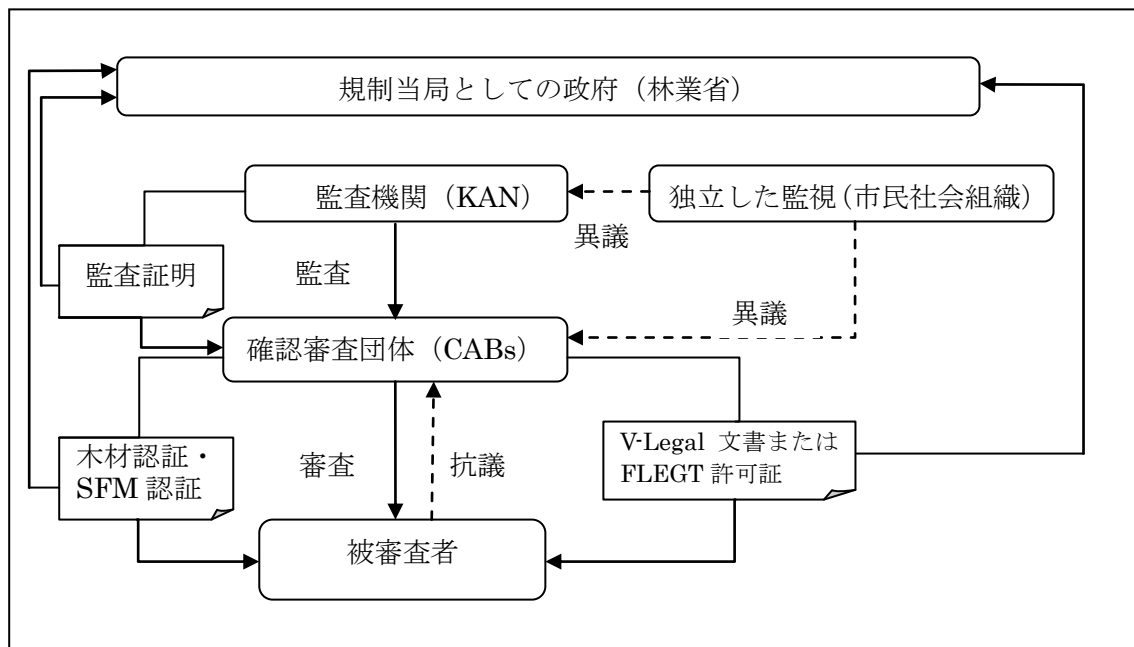 規制当局としての政府（林業省）
監査機関（KAN）
独立した監視（市民社会組織）
異議
監査証明
監査
異議
確認審査団体（CABs）
木材認証・
SFM 認証
審査
抗議
V-Legal 文書または
FLEGT 許可証
被審査者